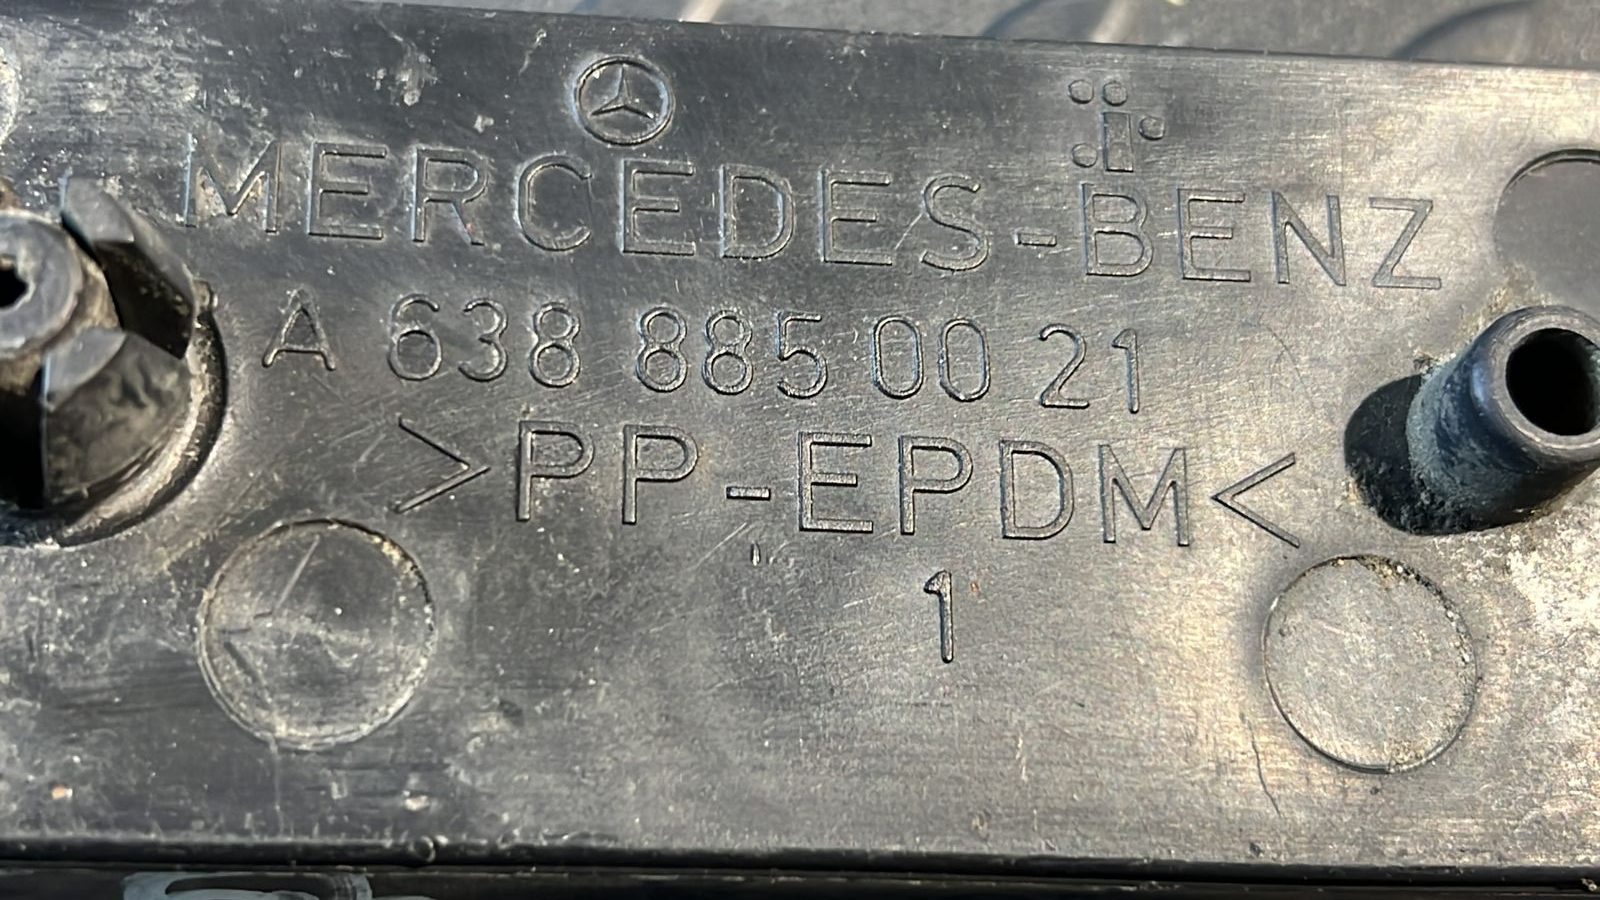 MERCEDES-BENZ
A 638 885 00 21
>PP-EPDM<
1